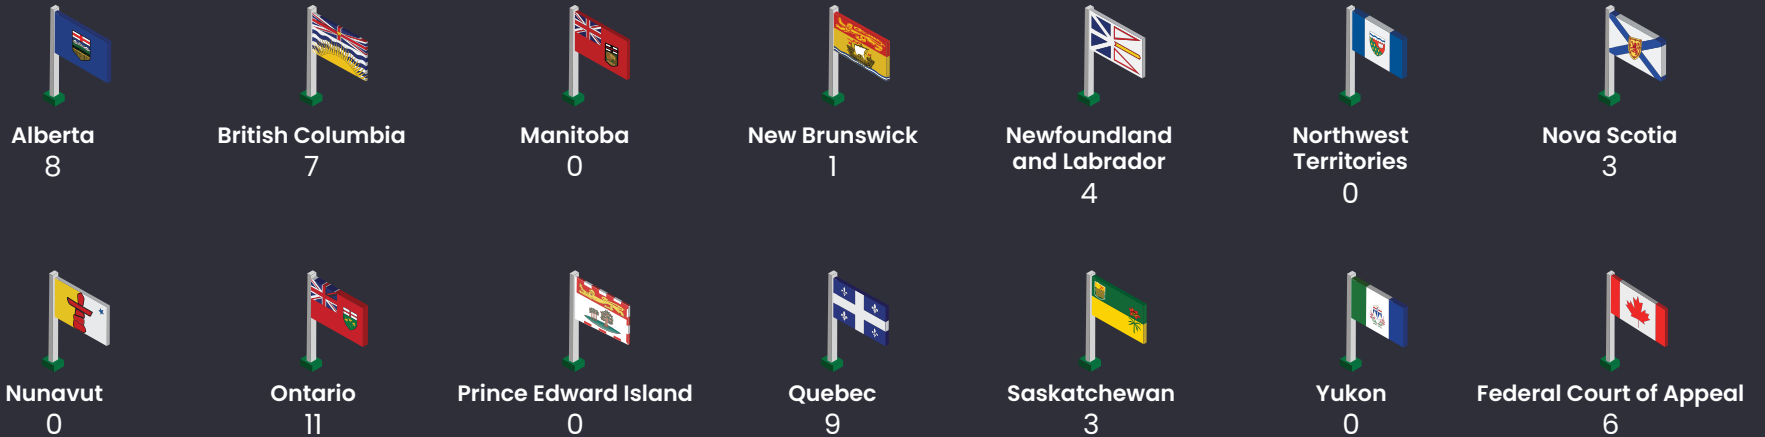 Alberta
8
British Columbia
7
Manitoba
0
New Brunswick
1
Newfoundland
and Labrador
4
Northwest
Territories
0
Nova Scotia
3
Nunavut
0
Ontario
11
Prince Edward Island
0
Quebec
9
Saskatchewan
3
Yukon
0
Federal Court of Appeal
6